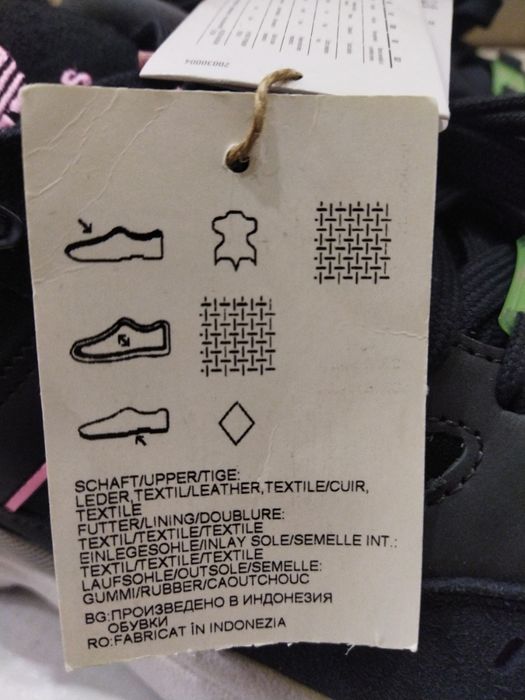 20030004
SCHAFT/UPPER/TIGE:
LEDER,TEXTIL/LEATHER,TEXTILE/CUIR,
TEXTILE
FUTTER/LINING/DOUBLURE:
TEXTIL/TEXTILE/TEXTILE
EINLEGESOHLE/INLAY SOLE/SEMELLE INT.:
TEXTIL/TEXTILE/TEXTILE
LAUFSOHLE/OUTSOLE/SEMELLE:
GUMMI/RUBBER/CAOUTCHOUC
BG:ПРОИЗВЕДЕНО В ИНДОНЕЗИЯ
ОБУВКИ
RO:FABRICAT ÎN INDONEZIA